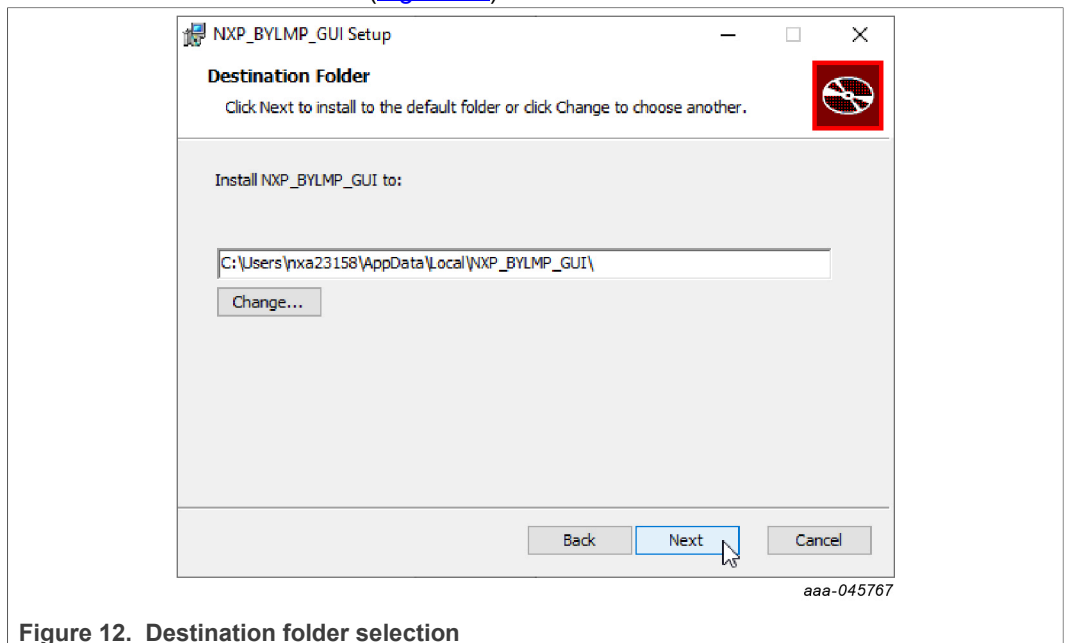 NXP_BYLMP_GUI Setup
Destination Folder
Click Next to install to the default folder or click Change to choose another.
Install NXP_BYLMP_GUI to:
C:\Users\nxa23158\AppData\Local\NXP_BYLMP_GUI\
Change...
Back Next Cancel
aaa-045767
Figure 12. Destination folder selection